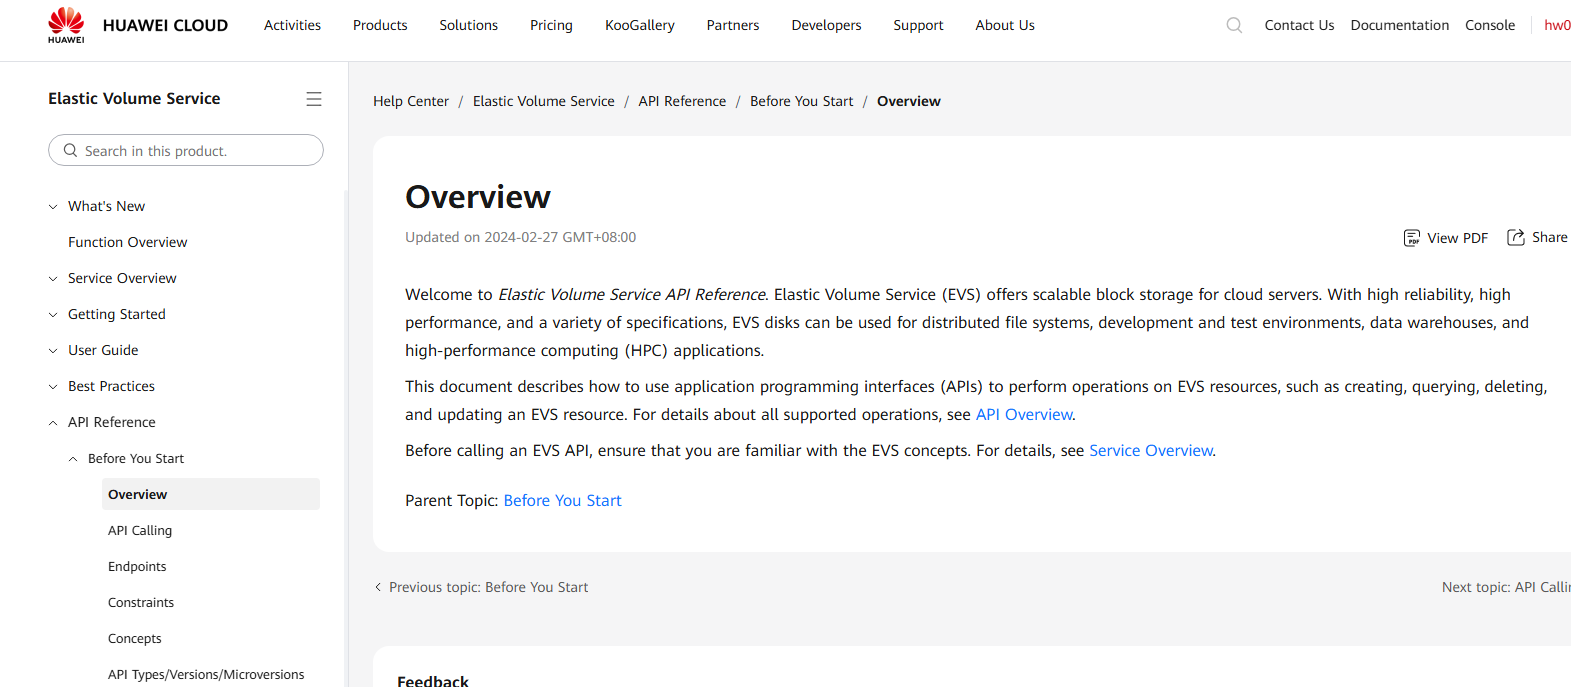 HUAWEI
HUAWEI CLOUD
Activities
Products
Solutions
Pricing
KooGallery
Partners
Developers
Support
About Us
Contact Us
Documentation
Console
hw0
Elastic Volume Service
Search in this product.
What's New
Function Overview
Service Overview
Getting Started
User Guide
Best Practices
API Reference
Before You Start
Overview
API Calling
Endpoints
Constraints
Concepts
API Types/Versions/Microversions
Help Center / Elastic Volume Service / API Reference / Before You Start / Overview
Overview
Updated on 2024-02-27 GMT+08:00
PDF
View PDF
Share
Welcome to Elastic Volume Service API Reference. Elastic Volume Service (EVS) offers scalable block storage for cloud servers. With high reliability, high
performance, and a variety of specifications, EVS disks can be used for distributed file systems, development and test environments, data warehouses, and
high-performance computing (HPC) applications.
This document describes how to use application programming interfaces (APIs) to perform operations on EVS resources, such as creating, querying, deleting,
and updating an EVS resource. For details about all supported operations, see API Overview.
Before calling an EVS API, ensure that you are familiar with the EVS concepts. For details, see Service Overview.
Parent Topic: Before You Start
Previous topic: Before You Start
Next topic: API Calli
Feedback